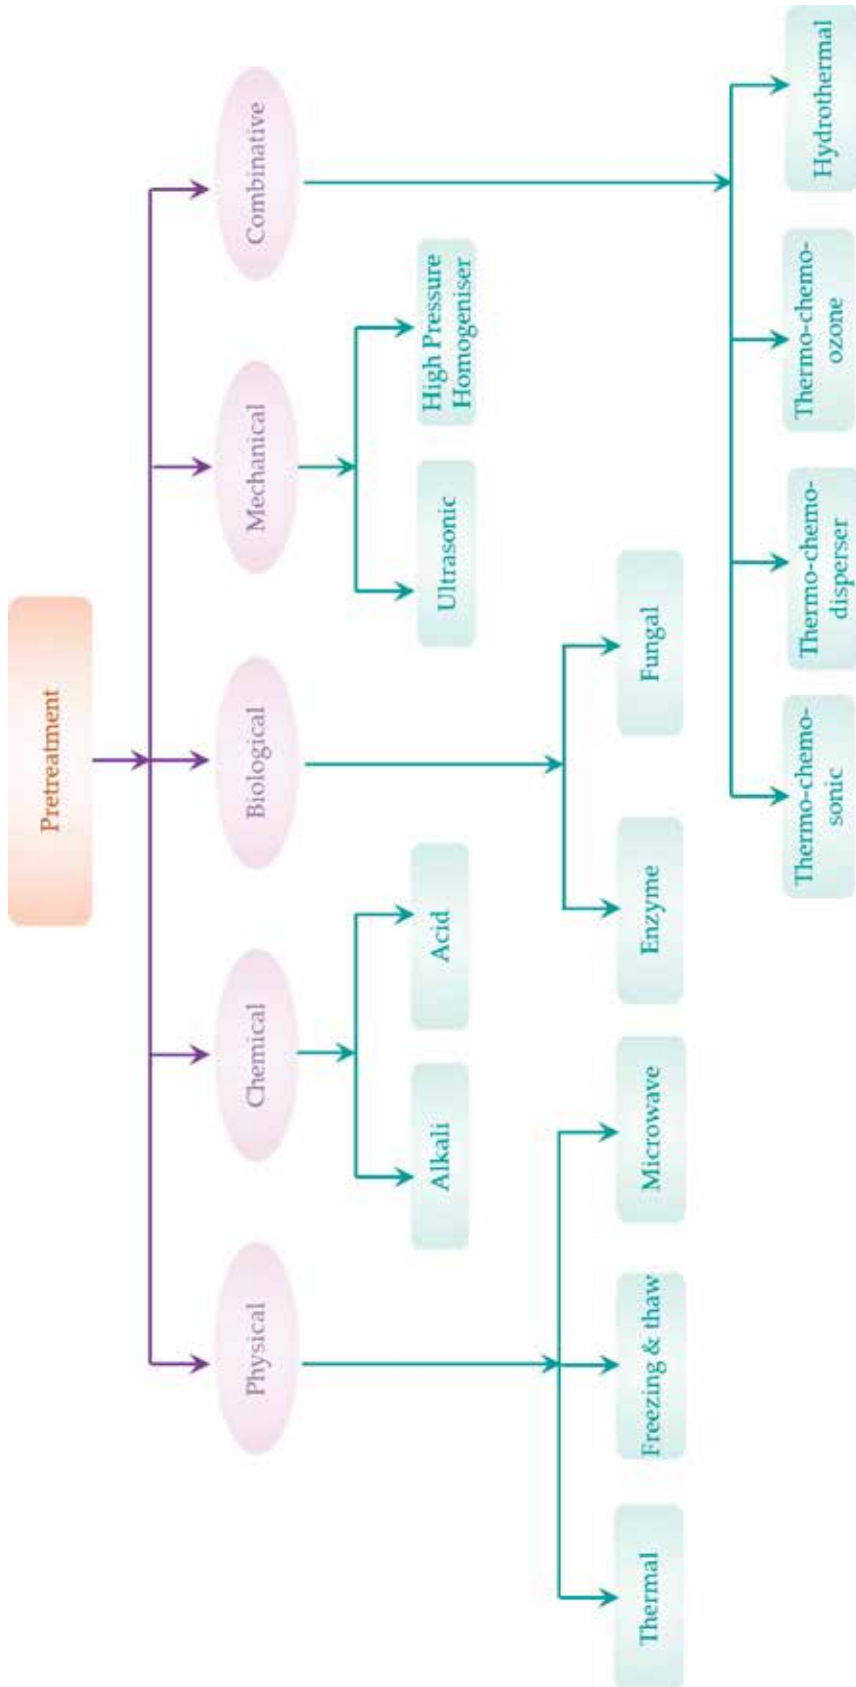 Pretreatment
Physical
Chemical
Biological
Mechanical
Combinative
Alkali
Acid
Ultrasonic
High Pressure
Homogeniser
Thermal
Freezing & thaw
Microwave
Enzyme
Fungal
Thermo-chemo-
sonic
Thermo-chemo-
disperser
Thermo-chemo-
ozone
Hydrothermal